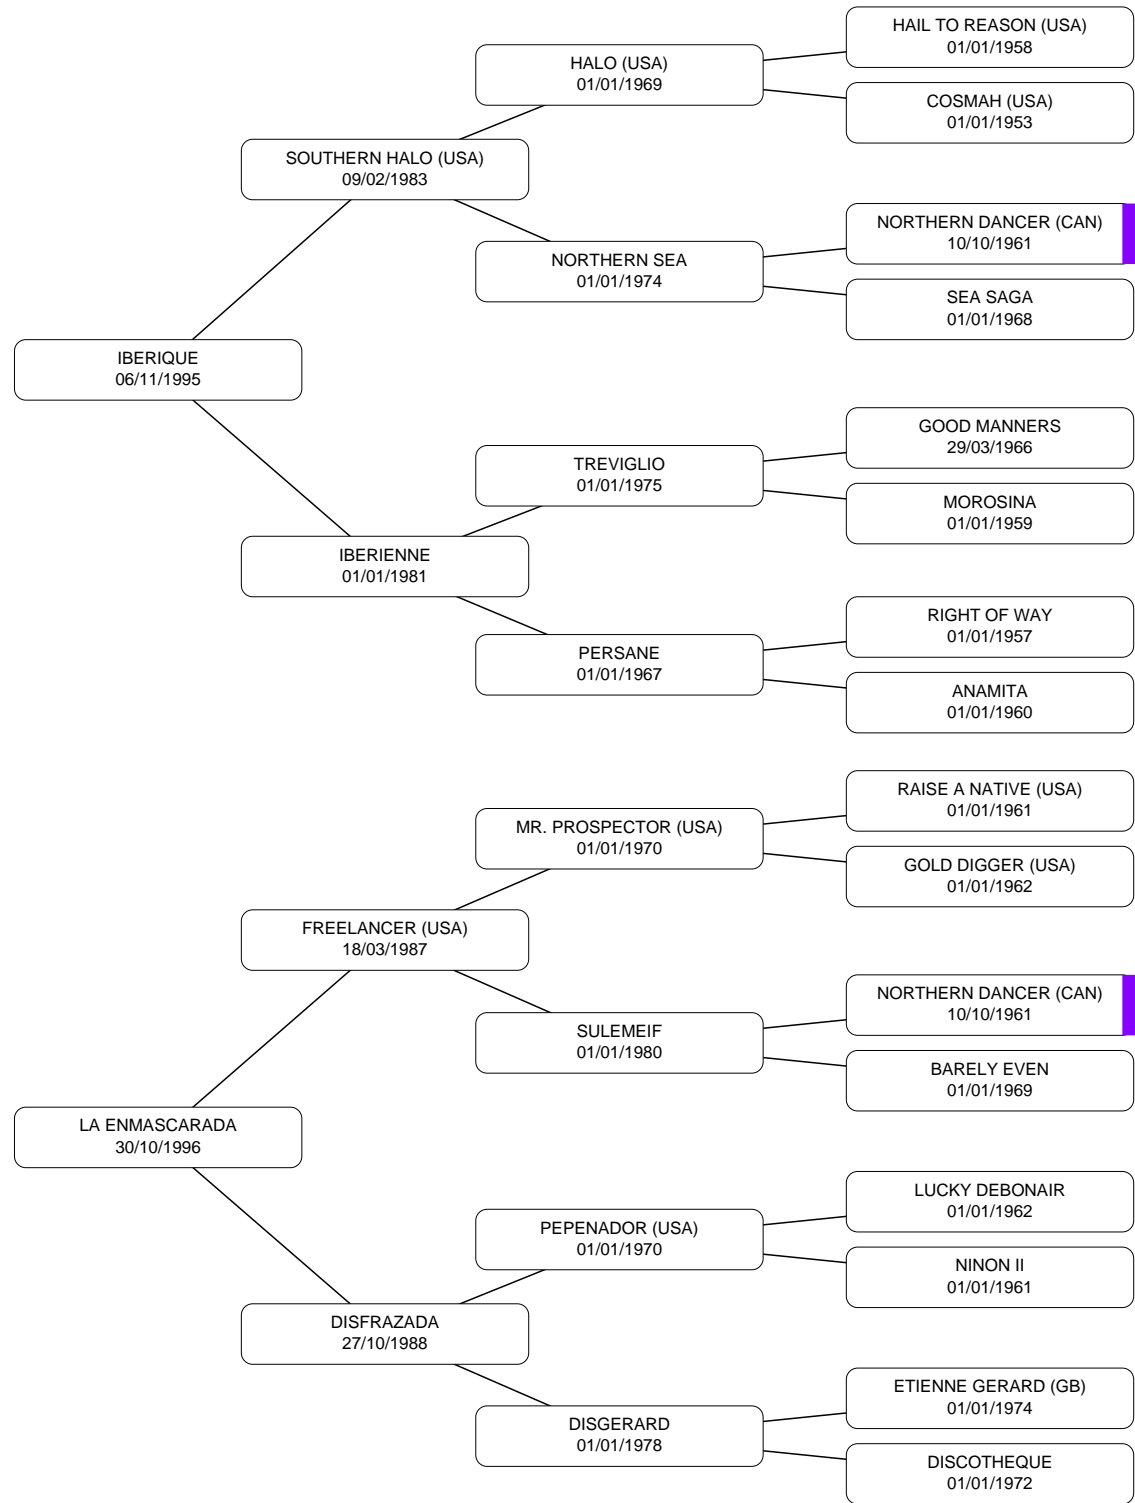 HAIL TO REASON (USA)
01/01/1958
HALO (USA)
01/01/1969
COSMAH (USA)
01/01/1953
SOUTHERN HALO (USA)
09/02/1983
NORTHERN DANCER (CAN)
10/10/1961
NORTHERN SEA
01/01/1974
SEA SAGA
01/01/1968
IBERIQUE
06/11/1995
GOOD MANNERS
29/03/1966
TREVIGLIO
01/01/1975
MOROSINA
01/01/1959
IBERIENNE
01/01/1981
RIGHT OF WAY
01/01/1957
PERSANE
01/01/1967
ANAMITA
01/01/1960
RAISE A NATIVE (USA)
01/01/1961
MR. PROSPECTOR (USA)
01/01/1970
GOLD DIGGER (USA)
01/01/1962
FREELANCER (USA)
18/03/1987
NORTHERN DANCER (CAN)
10/10/1961
SULEMEIF
01/01/1980
BARELY EVEN
01/01/1969
LA ENMASCARADA
30/10/1996
LUCKY DEBONAIR
01/01/1962
PEPENADOR (USA)
01/01/1970
NINON II
01/01/1961
DISFRAZADA
27/10/1988
ETIENNE GERARD (GB)
01/01/1974
DISGERARD
01/01/1978
DISCOTHEQUE
01/01/1972